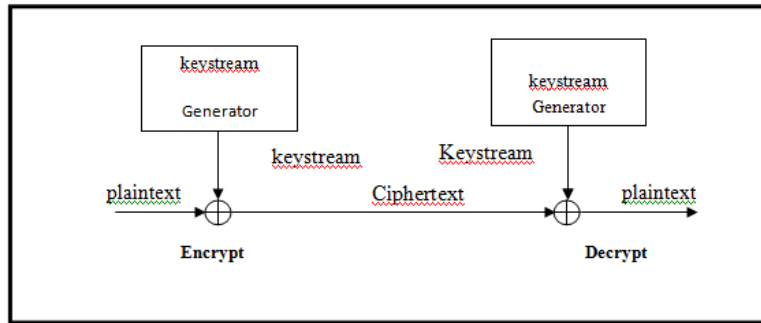 keystream
Generator
keystream
Generator
keystream
Keystream
plaintext
Ciphertext
plaintext
Encrypt
Decrypt